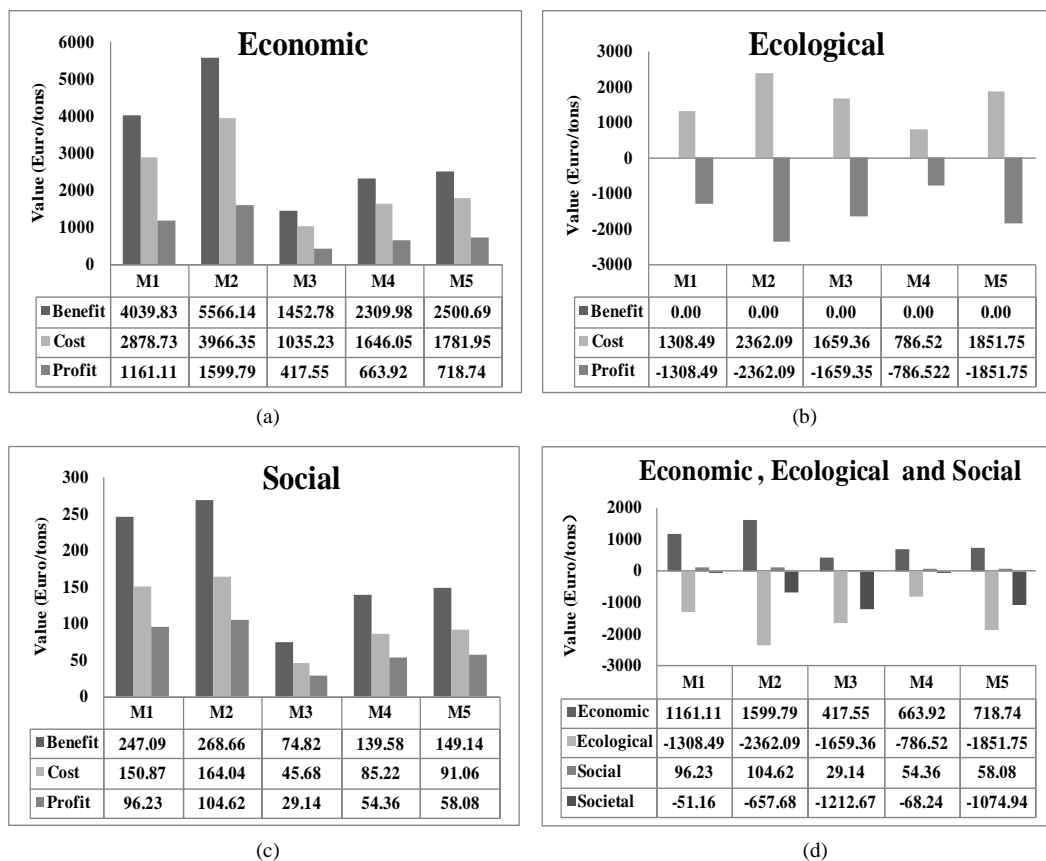 Economic
Value (Euro/tons)
6000
5000
4000
3000
2000
1000
0
M1 M2 M3 M4 M5
Benefit 4039.83 5566.14 1452.78 2309.98 2500.69
Cost 2878.73 3966.35 1035.23 1646.05 1781.95
Profit 1161.11 1599.79 417.55 663.92 718.74
(a)
Ecological
Value (Euro/tons)
3000
2000
1000
0
-1000
-2000
-3000
M1 M2 M3 M4 M5
Benefit 0.00 0.00 0.00 0.00 0.00
Cost 1308.49 2362.09 1659.36 786.52 1851.75
Profit -1308.49 -2362.09 -1659.35 -786.522 -1851.75
(b)
Social
Value (Euro/tons)
300
250
200
150
100
50
0
M1 M2 M3 M4 M5
Benefit 247.09 268.66 74.82 139.58 149.14
Cost 150.87 164.04 45.68 85.22 91.06
Profit 96.23 104.62 29.14 54.36 58.08
(c)
Economic , Ecological and Social
Value (Euro/tons)
2000
1000
0
-1000
-2000
-3000
M1 M2 M3 M4 M5
Economic 1161.11 1599.79 417.55 663.92 718.74
Ecological -1308.49 -2362.09 -1659.36 -786.52 -1851.75
Social 96.23 104.62 29.14 54.36 58.08
Societal -51.16 -657.68 -1212.67 -68.24 -1074.94
(d)